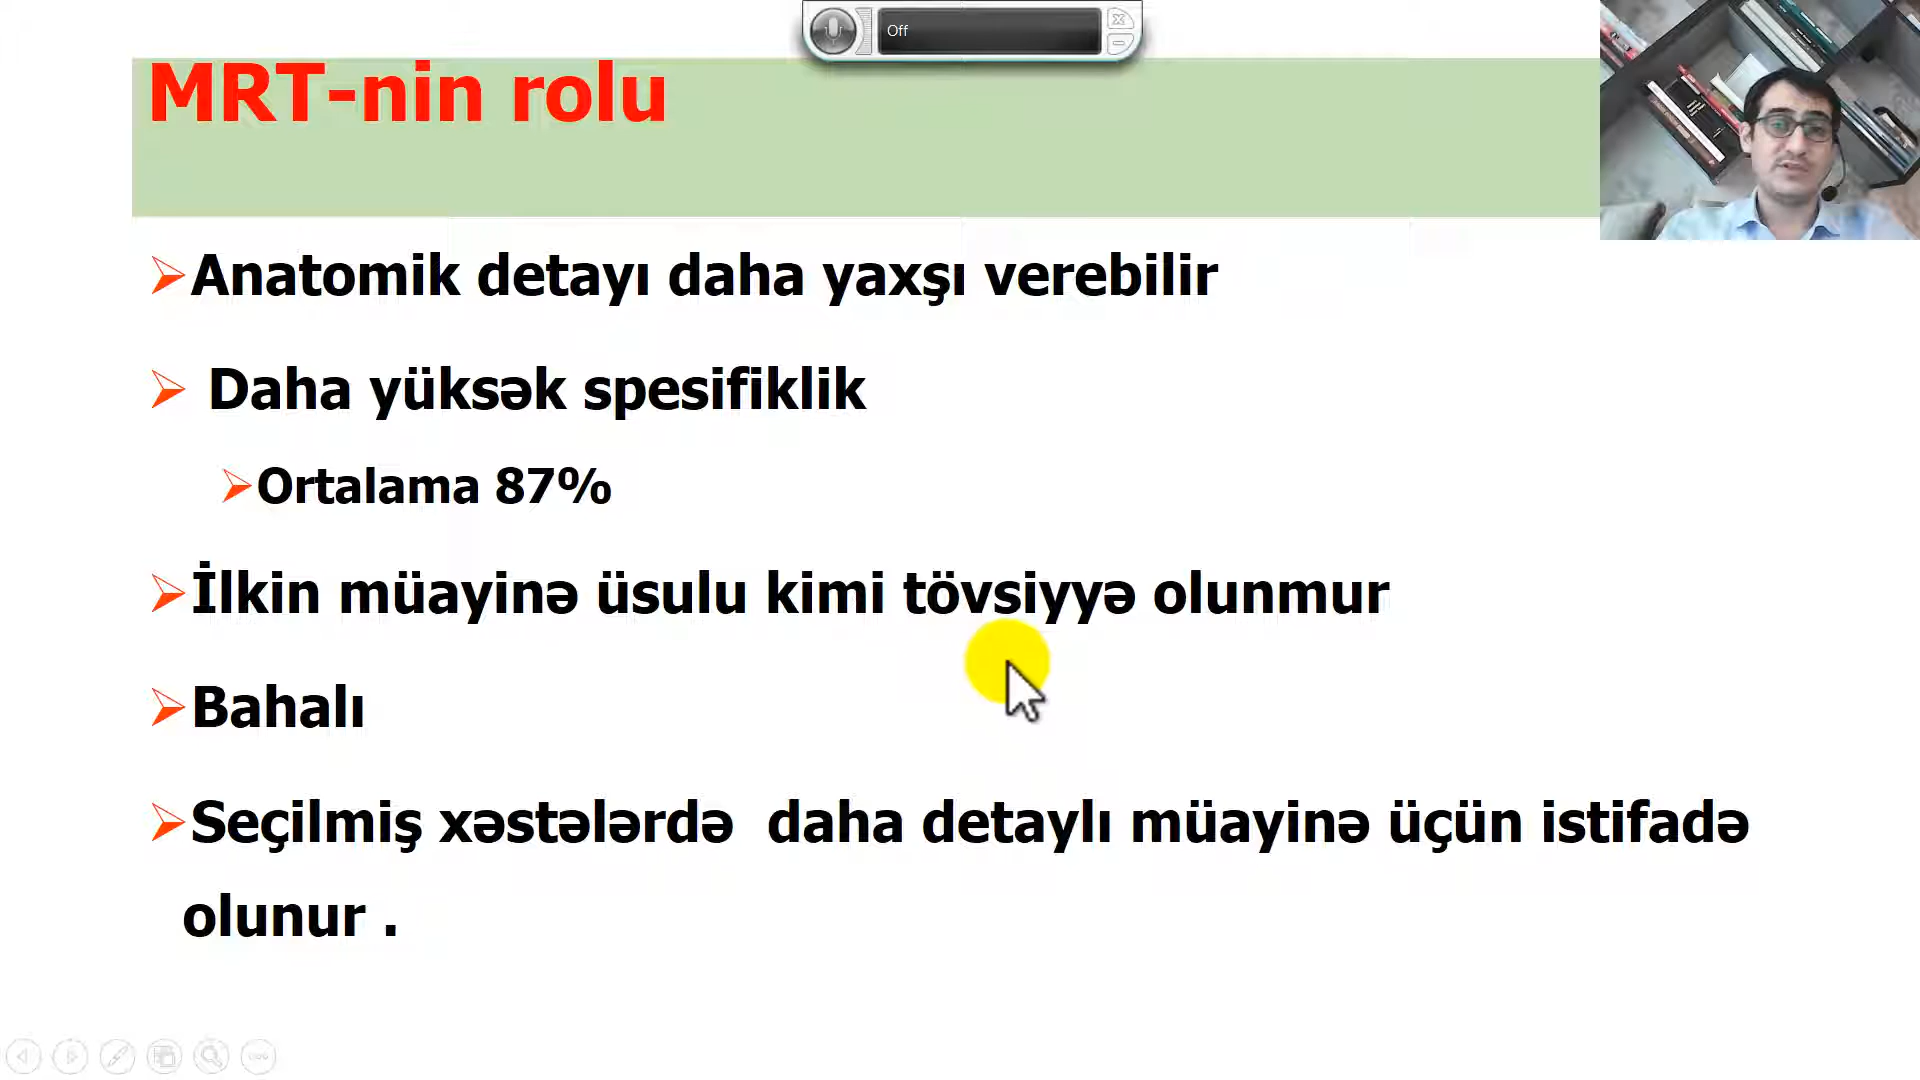 Off
MRT-nin rolu
Anatomik detayı daha yaxşı verebilir
Daha yüksək spesifiklik
Ortalama 87%
İlkin müayinə üsulu kimi tövsiyyə olunmur
Bahalı
Seçilmiş xəstələrdə daha detaylı müayinə üçün istifadə
olunur .